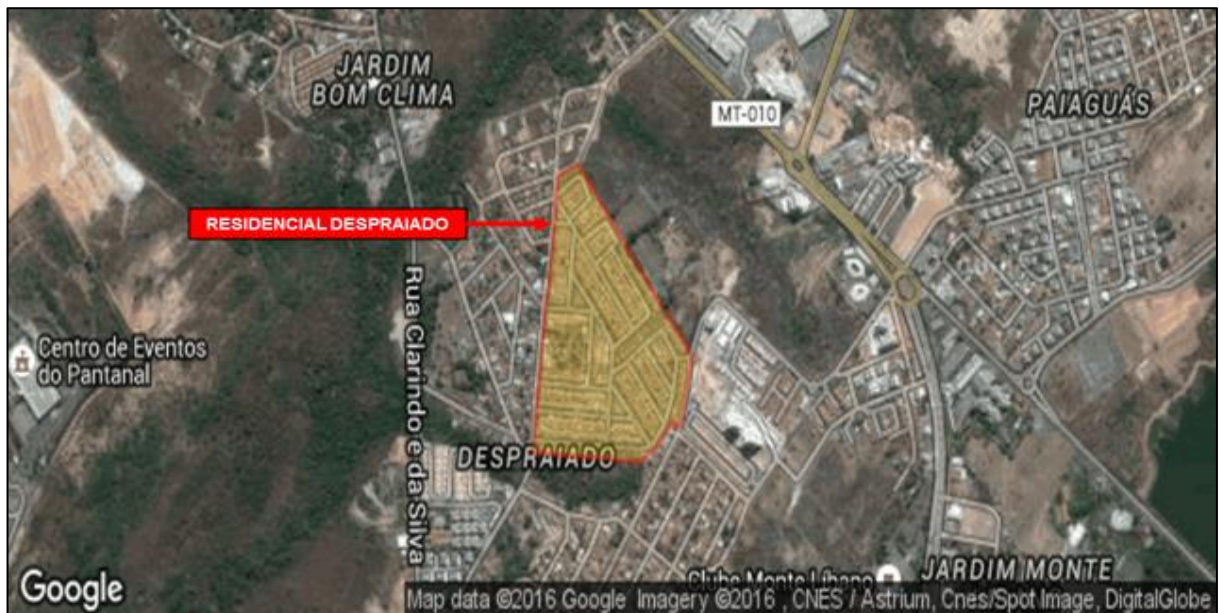 JARDIM
BOM CLIMA
MT-010
PAIAGUÁS
RESIDENCIAL DESPRAIADO
Rua Clarindo e da Silva
Centro de Eventos
do Pantanal
DESPRAIADO
Clube Monte Líbano
JARDIM MONTE
Google
Map data ©2016 Google Imagery ©2016 , CNES / Astrium, Cnes/Spot Image, DigitalGlobe